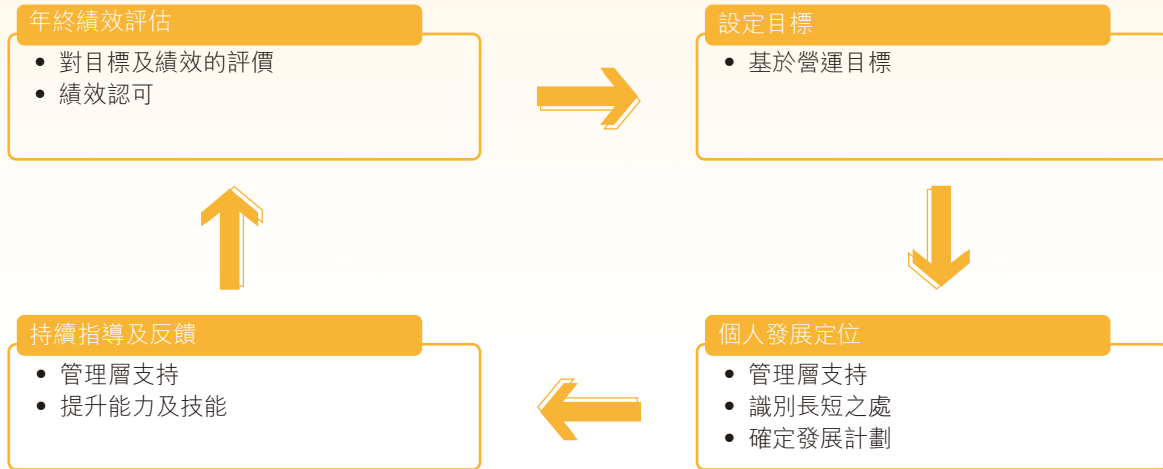 年終績效評估
• 對目標及績效的評價
• 績效認可
設定目標
• 基於營運目標
持續指導及反饋
• 管理層支持
• 提升能力及技能
個人發展定位
• 管理層支持
• 識別長短之處
• 確定發展計劃